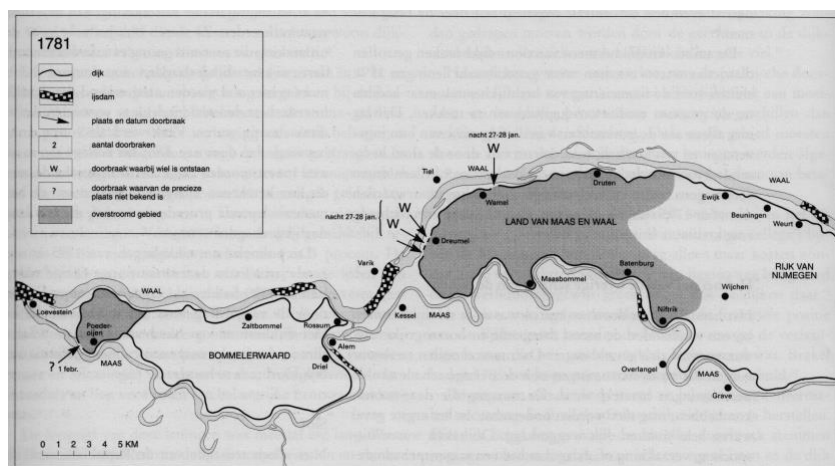 1781
dijk
ijsdam
plaats en datum doorbraak
2 aantal doorbraken
W doorbraak waarbij wiel is ontstaan
? doorbraak waarvan de precieze
plaats niet bekend is
overstroomd gebied
nacht 27-28 jan.
W
Tiel
WAAL
Wamel
Druten
WAAL
Ewijk
Beuningen
Weurt
nacht 27-28 jan.
W
W
LAND VAN MAAS EN WAAL
Dreumel
Varik
Batenburg
RIJK VAN
NIJMEGEN
Maasbommel
Wijchen
Loevestein
WAAL
Zaltbommel
Rossum
Kessel
MAAS
Niftrik
Poeder-
oijen
? 1 febr.
MAAS
BOMMELERWAARD
Alem
Driel
Overlangel
MAAS
Grave
0 1 2 3 4 5 KM